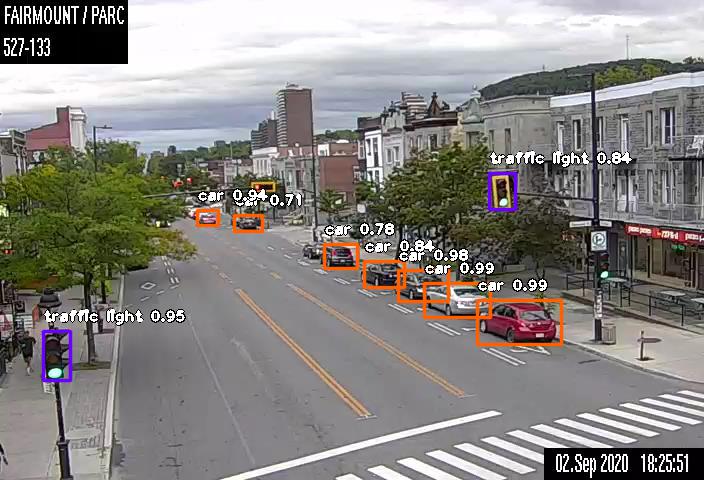 FAIRMOUNT / PARC
527-133
traffic light 0.84
car 0.94
car 0.71
car 0.78
car 0.84
car 0.98
car 0.99
car 0.99
traffic light 0.95
02.Sep 2020 18:25:51